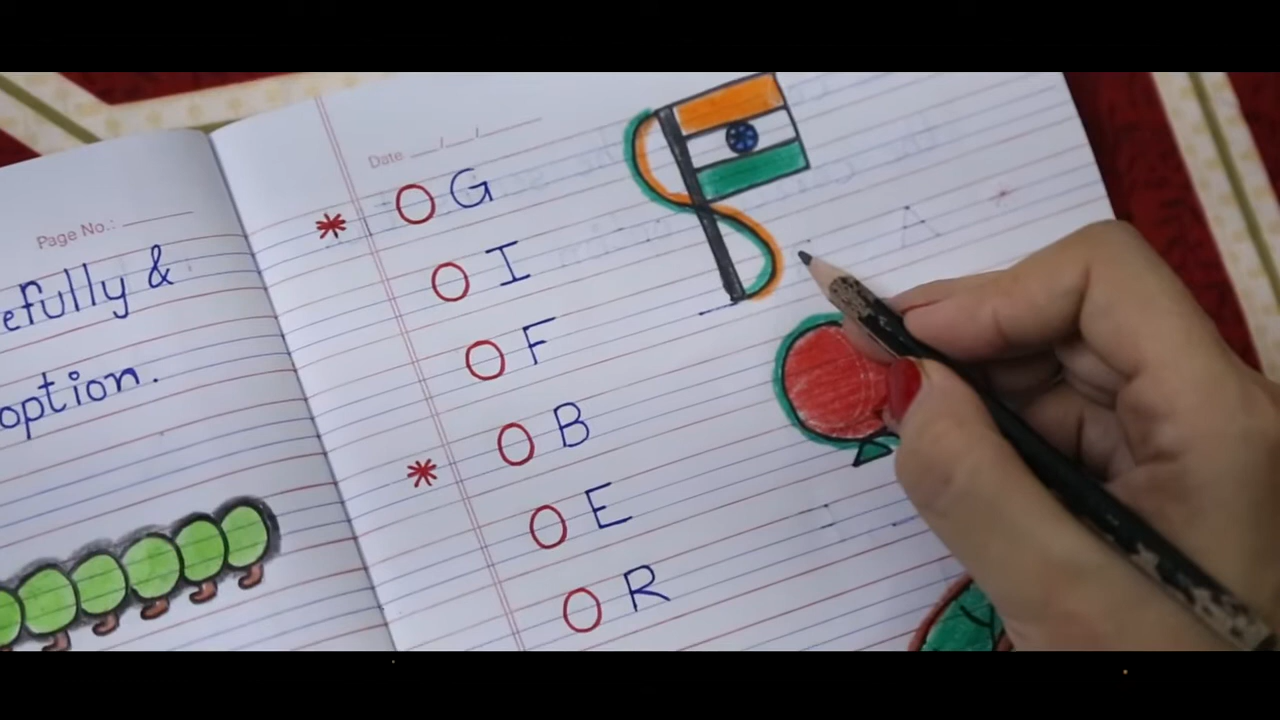 Page No.:
efully &
option.
Date
* O G
O I
O F
* O B
O E
O R